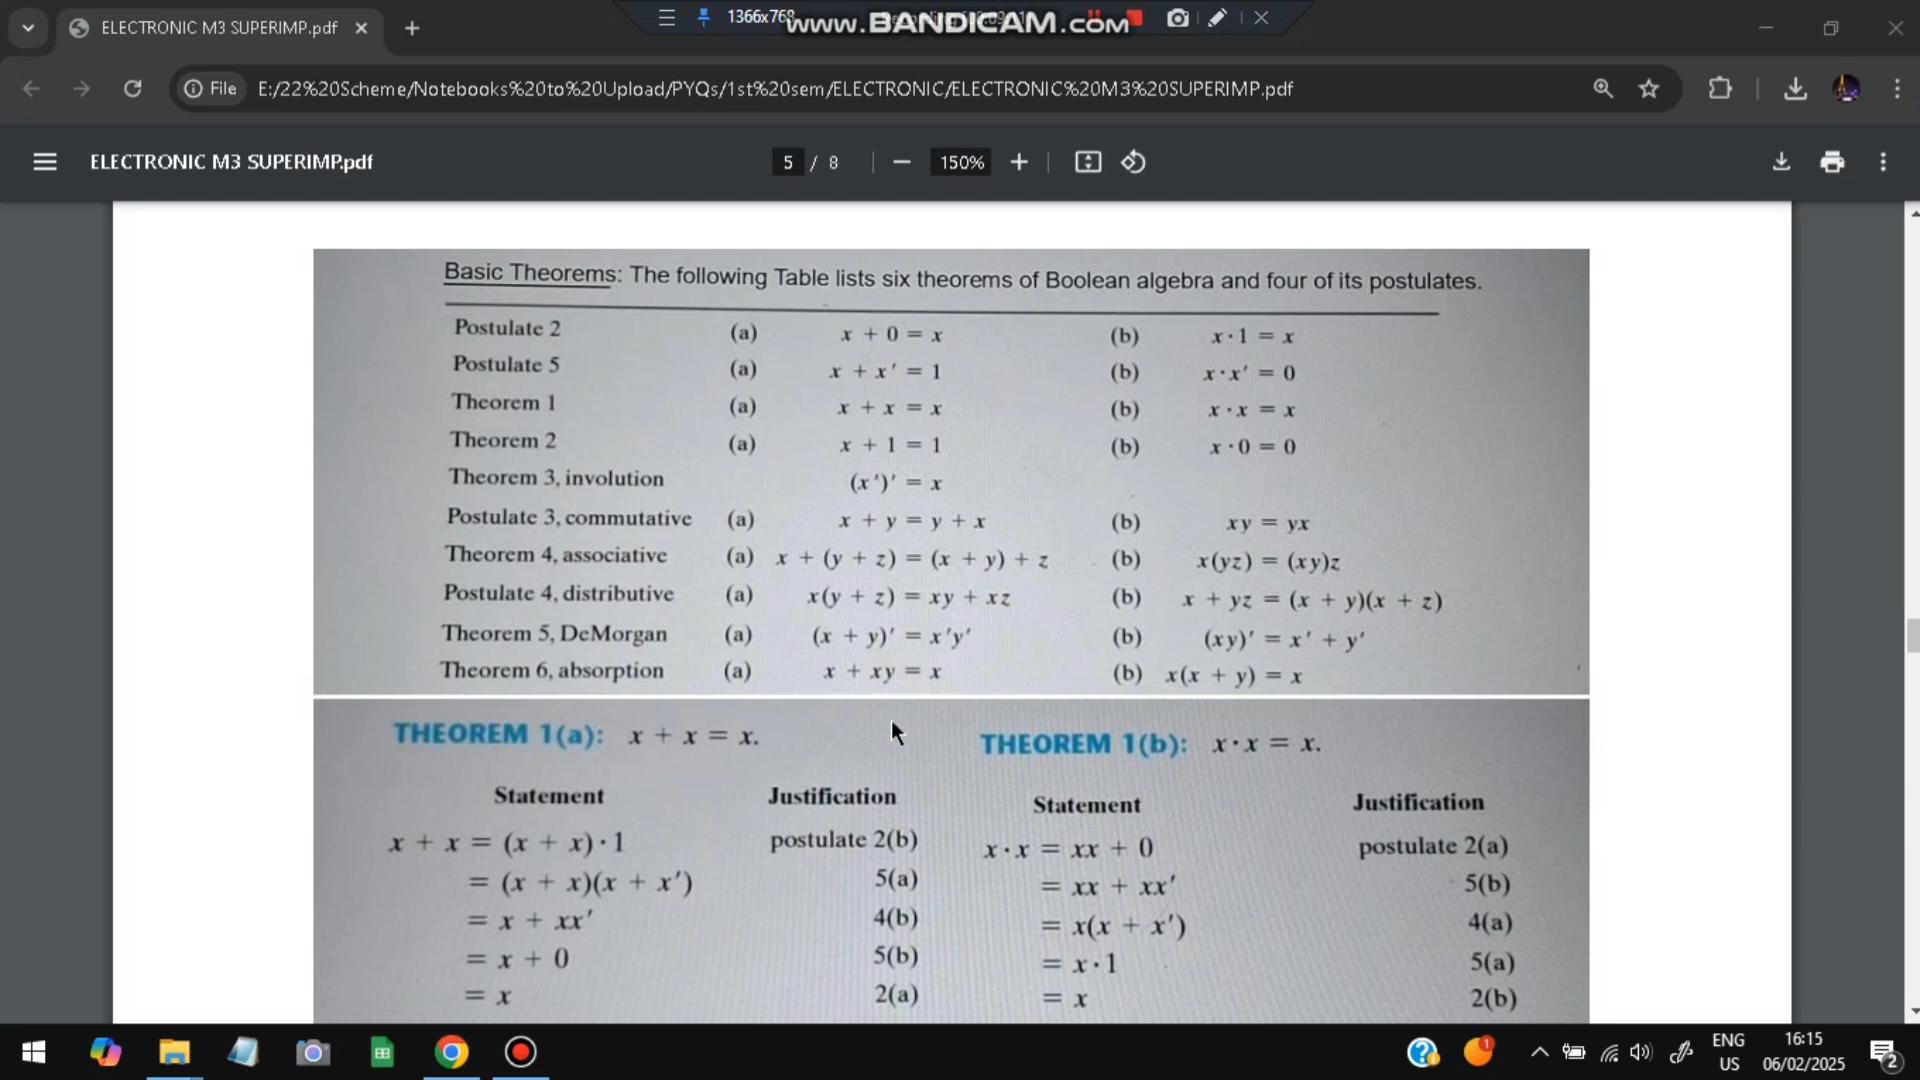 ELECTRONIC M3 SUPERIMP.pdf
1366x768
www.BANDICAM.com
File
E:/22%20Scheme/Notebooks%20to%20Upload/PYQs/1st%20sem/ELECTRONIC/ELECTRONIC%20M3%20SUPERIMP.pdf
ELECTRONIC M3 SUPERIMP.pdf
5 / 8
150%
Basic Theorems: The following Table lists six theorems of Boolean algebra and four of its postulates.
Postulate 2 (a) x + 0 = x (b) x · 1 = x
Postulate 5 (a) x + x′ = 1 (b) x · x′ = 0
Theorem 1 (a) x + x = x (b) x · x = x
Theorem 2 (a) x + 1 = 1 (b) x · 0 = 0
Theorem 3, involution (x′)′ = x
Postulate 3, commutative (a) x + y = y + x (b) xy = yx
Theorem 4, associative (a) x + (y + z) = (x + y) + z (b) x(yz) = (xy)z
Postulate 4, distributive (a) x(y + z) = xy + xz (b) x + yz = (x + y)(x + z)
Theorem 5, DeMorgan (a) (x + y)′ = x′y′ (b) (xy)′ = x′ + y′
Theorem 6, absorption (a) x + xy = x (b) x(x + y) = x
THEOREM 1(a): x + x = x.
Statement Justification
x + x = (x + x) · 1 postulate 2(b)
= (x + x)(x + x′) 5(a)
= x + xx′ 4(b)
= x + 0 5(b)
= x 2(a)
THEOREM 1(b): x · x = x.
Statement Justification
x · x = xx + 0 postulate 2(a)
= xx + xx′ 5(b)
= x(x + x′) 4(a)
= x · 1 5(a)
= x 2(b)
1
ENG
US
16:15
06/02/2025
2